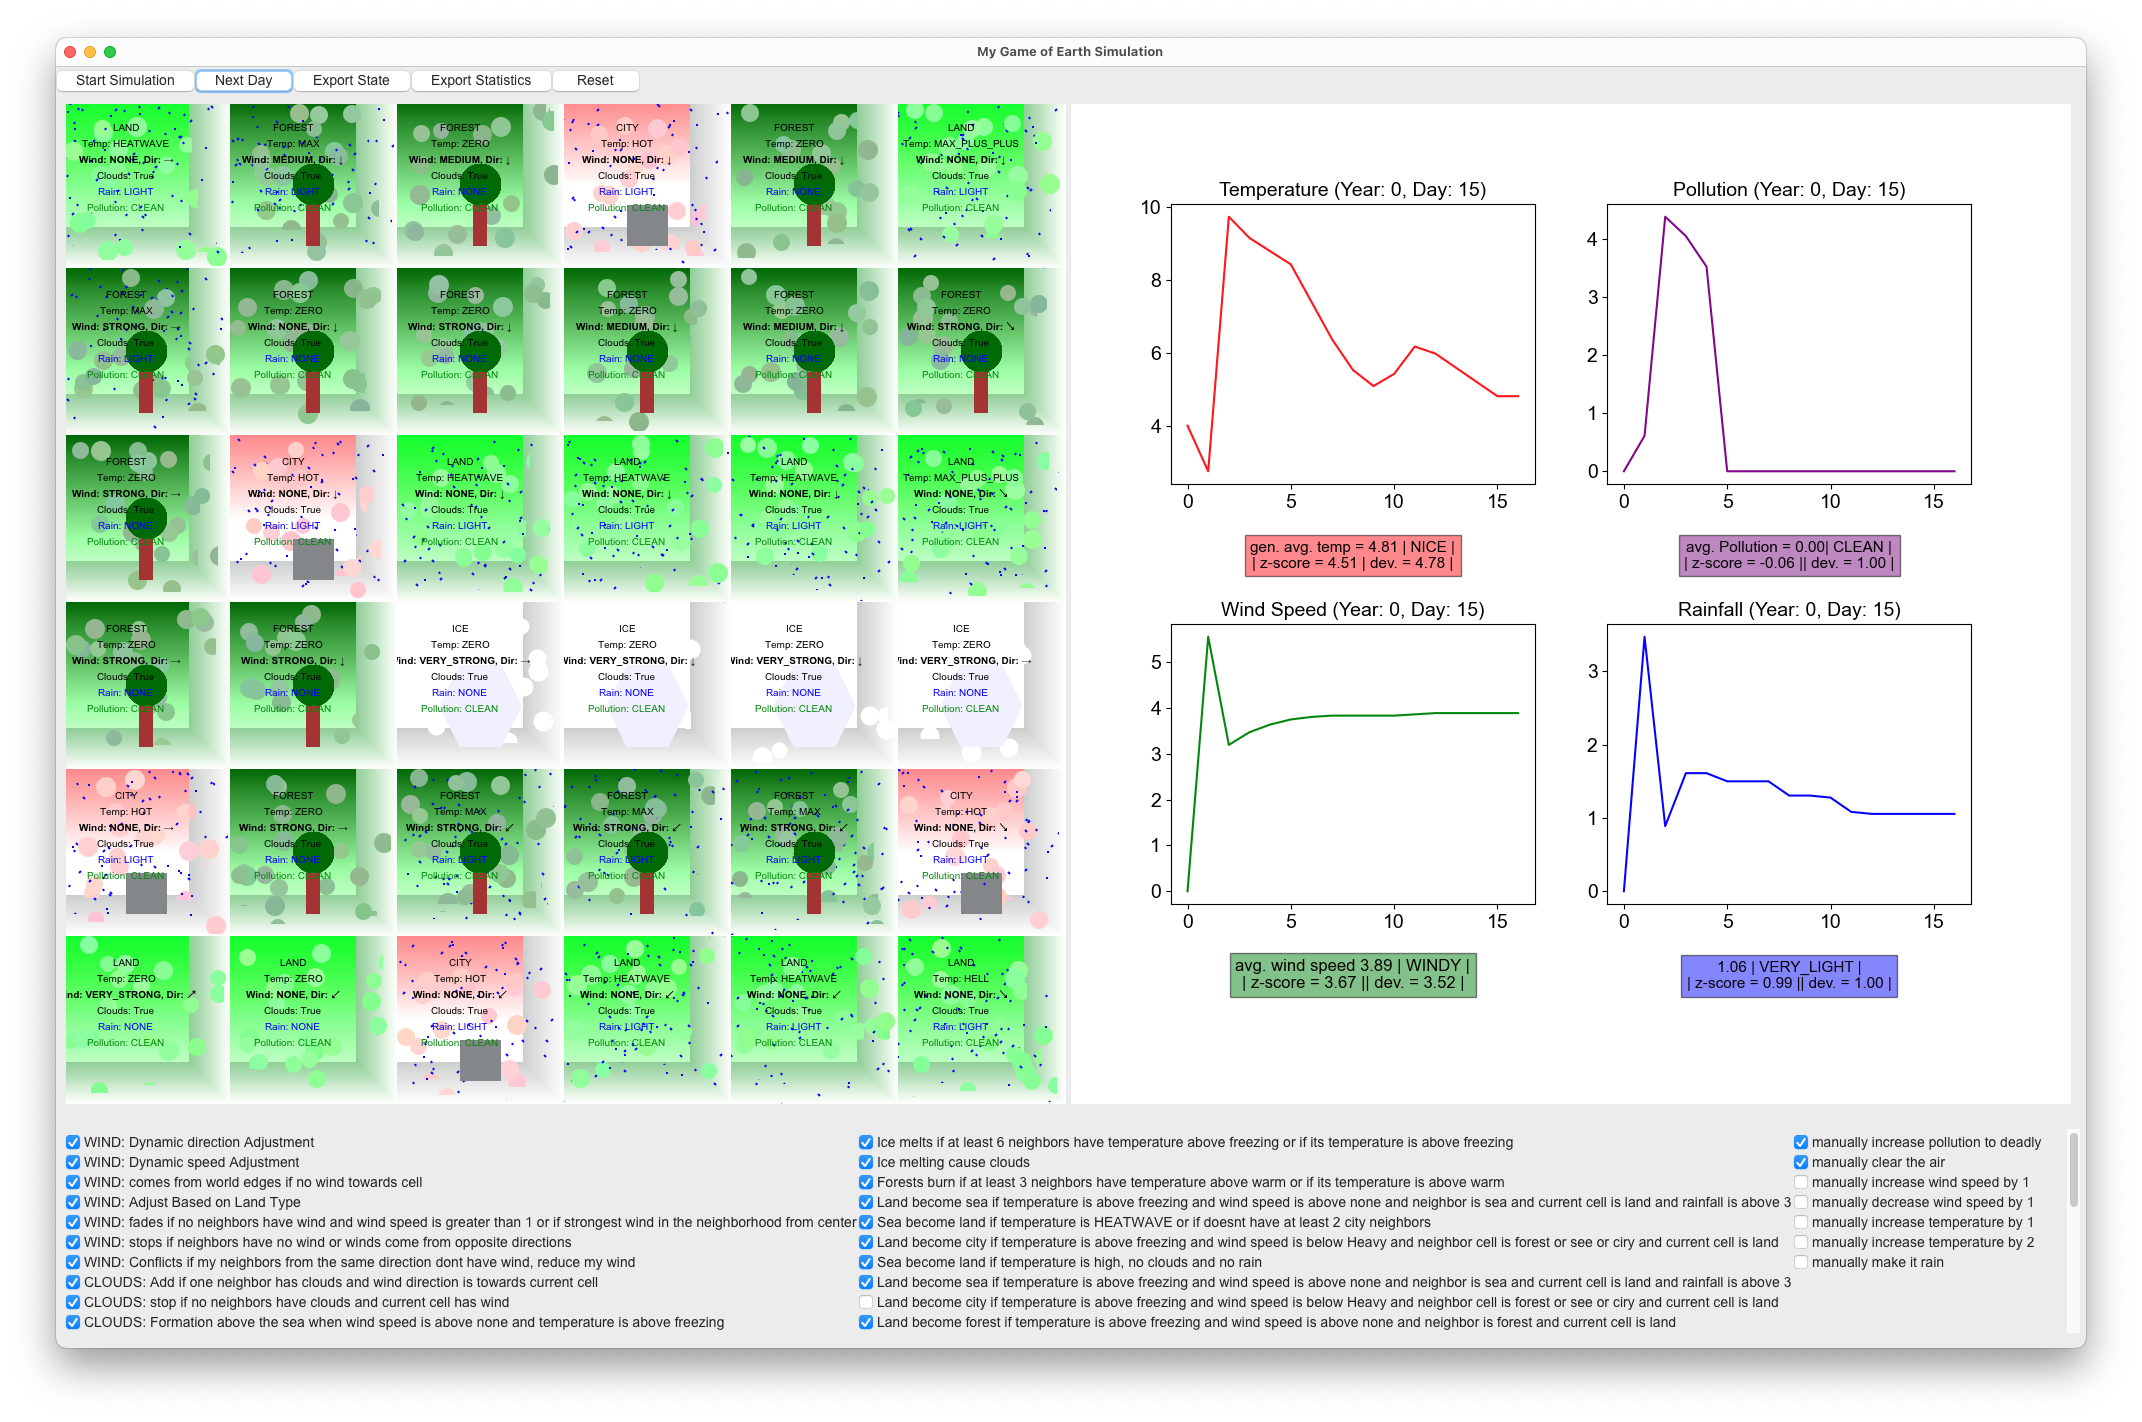 My Game of Earth Simulation
Start Simulation Next Day Export State Export Statistics Reset
LAND
Temp: HEATWAVE
Wind: NONE, Dir: →
Clouds: True
Rain: LIGHT
Pollution: CLEAN
FOREST
Temp: MAX
Wind: MEDIUM, Dir: ↓
Clouds: True
Rain: LIGHT
Pollution: CLEAN
FOREST
Temp: ZERO
Wind: MEDIUM, Dir: ↓
Clouds: True
Rain: NONE
Pollution: CLEAN
CITY
Temp: HOT
Wind: NONE, Dir: ↓
Clouds: True
Rain: LIGHT
Pollution: CLEAN
FOREST
Temp: ZERO
Wind: MEDIUM, Dir: ↓
Clouds: True
Rain: NONE
Pollution: CLEAN
LAND
Temp: MAX_PLUS_PLUS
Wind: NONE, Dir: ↓
Clouds: True
Rain: LIGHT
Pollution: CLEAN
FOREST
Temp: MAX
Wind: STRONG, Dir: →
Clouds: True
Rain: LIGHT
Pollution: CLEAN
FOREST
Temp: ZERO
Wind: NONE, Dir: ↓
Clouds: True
Rain: NONE
Pollution: CLEAN
FOREST
Temp: ZERO
Wind: STRONG, Dir: ↓
Clouds: True
Rain: NONE
Pollution: CLEAN
FOREST
Temp: ZERO
Wind: MEDIUM, Dir: ↓
Clouds: True
Rain: NONE
Pollution: CLEAN
FOREST
Temp: ZERO
Wind: MEDIUM, Dir: ↓
Clouds: True
Rain: NONE
Pollution: CLEAN
FOREST
Temp: ZERO
Wind: STRONG, Dir: ↘
Clouds: True
Rain: NONE
Pollution: CLEAN
FOREST
Temp: ZERO
Wind: STRONG, Dir: →
Clouds: True
Rain: NONE
Pollution: CLEAN
CITY
Temp: HOT
Wind: NONE, Dir: ↓
Clouds: True
Rain: LIGHT
Pollution: CLEAN
LAND
Temp: HEATWAVE
Wind: NONE, Dir: ↓
Clouds: True
Rain: LIGHT
Pollution: CLEAN
LAND
Temp: HEATWAVE
Wind: NONE, Dir: ↓
Clouds: True
Rain: LIGHT
Pollution: CLEAN
LAND
Temp: HEATWAVE
Wind: NONE, Dir: ↓
Clouds: True
Rain: LIGHT
Pollution: CLEAN
LAND
Temp: MAX_PLUS_PLUS
Wind: NONE, Dir: ↘
Clouds: True
Rain: LIGHT
Pollution: CLEAN
FOREST
Temp: ZERO
Wind: STRONG, Dir: →
Clouds: True
Rain: NONE
Pollution: CLEAN
FOREST
Temp: ZERO
Wind: STRONG, Dir: ↓
Clouds: True
Rain: NONE
Pollution: CLEAN
ICE
Temp: ZERO
Wind: VERY_STRONG, Dir: →
Clouds: True
Rain: NONE
Pollution: CLEAN
ICE
Temp: ZERO
Wind: VERY_STRONG, Dir: ↓
Clouds: True
Rain: NONE
Pollution: CLEAN
ICE
Temp: ZERO
Wind: VERY_STRONG, Dir: ↓
Clouds: True
Rain: NONE
Pollution: CLEAN
ICE
Temp: ZERO
Wind: VERY_STRONG, Dir: →
Clouds: True
Rain: NONE
Pollution: CLEAN
CITY
Temp: HOT
Wind: NONE, Dir: →
Clouds: True
Rain: LIGHT
Pollution: CLEAN
FOREST
Temp: ZERO
Wind: STRONG, Dir: →
Clouds: True
Rain: NONE
Pollution: CLEAN
FOREST
Temp: MAX
Wind: STRONG, Dir: ↙
Clouds: True
Rain: LIGHT
Pollution: CLEAN
FOREST
Temp: MAX
Wind: STRONG, Dir: ↙
Clouds: True
Rain: LIGHT
Pollution: CLEAN
FOREST
Temp: MAX
Wind: STRONG, Dir: ↙
Clouds: True
Rain: LIGHT
Pollution: CLEAN
CITY
Temp: HOT
Wind: NONE, Dir: ↘
Clouds: True
Rain: LIGHT
Pollution: CLEAN
LAND
Temp: ZERO
ind: VERY_STRONG, Dir: ↗
Clouds: True
Rain: NONE
Pollution: CLEAN
LAND
Temp: ZERO
Wind: NONE, Dir: ↙
Clouds: True
Rain: NONE
Pollution: CLEAN
CITY
Temp: HOT
Wind: NONE, Dir: ↙
Clouds: True
Rain: LIGHT
Pollution: CLEAN
LAND
Temp: HEATWAVE
Wind: NONE, Dir: ↙
Clouds: True
Rain: LIGHT
Pollution: CLEAN
LAND
Temp: HEATWAVE
Wind: NONE, Dir: ↙
Clouds: True
Rain: LIGHT
Pollution: CLEAN
LAND
Temp: HELL
Wind: NONE, Dir: ↘
Clouds: True
Rain: LIGHT
Pollution: CLEAN
Temperature (Year: 0, Day: 15)
10
8
6
4
0 5 10 15
gen. avg. temp = 4.81 | NICE |
| z-score = 4.51 | dev. = 4.78 |
Pollution (Year: 0, Day: 15)
4
3
2
1
0
0 5 10 15
avg. Pollution = 0.00| CLEAN |
| z-score = -0.06 || dev. = 1.00 |
Wind Speed (Year: 0, Day: 15)
5
4
3
2
1
0
0 5 10 15
avg. wind speed 3.89 | WINDY |
| z-score = 3.67 || dev. = 3.52 |
Rainfall (Year: 0, Day: 15)
3
2
1
0
0 5 10 15
1.06 | VERY_LIGHT |
| z-score = 0.99 || dev. = 1.00 |
WIND: Dynamic direction Adjustment
WIND: Dynamic speed Adjustment
WIND: comes from world edges if no wind towards cell
WIND: Adjust Based on Land Type
WIND: fades if no neighbors have wind and wind speed is greater than 1 or if strongest wind in the neighborhood from center
WIND: stops if neighbors have no wind or winds come from opposite directions
WIND: Conflicts if my neighbors from the same direction dont have wind, reduce my wind
CLOUDS: Add if one neighbor has clouds and wind direction is towards current cell
CLOUDS: stop if no neighbors have clouds and current cell has wind
CLOUDS: Formation above the sea when wind speed is above none and temperature is above freezing
Ice melts if at least 6 neighbors have temperature above freezing or if its temperature is above freezing
Ice melting cause clouds
Forests burn if at least 3 neighbors have temperature above warm or if its temperature is above warm
Land become sea if temperature is above freezing and wind speed is above none and neighbor is sea and current cell is land and rainfall is above 3
Sea become land if temperature is HEATWAVE or if doesnt have at least 2 city neighbors
Land become city if temperature is above freezing and wind speed is below Heavy and neighbor cell is forest or see or ciry and current cell is land
Sea become land if temperature is high, no clouds and no rain
Land become sea if temperature is above freezing and wind speed is above none and neighbor is sea and current cell is land and rainfall is above 3
Land become city if temperature is above freezing and wind speed is below Heavy and neighbor cell is forest or see or ciry and current cell is land
Land become forest if temperature is above freezing and wind speed is above none and neighbor is forest and current cell is land
manually increase pollution to deadly
manually clear the air
manually increase wind speed by 1
manually decrease wind speed by 1
manually increase temperature by 1
manually increase temperature by 2
manually make it rain